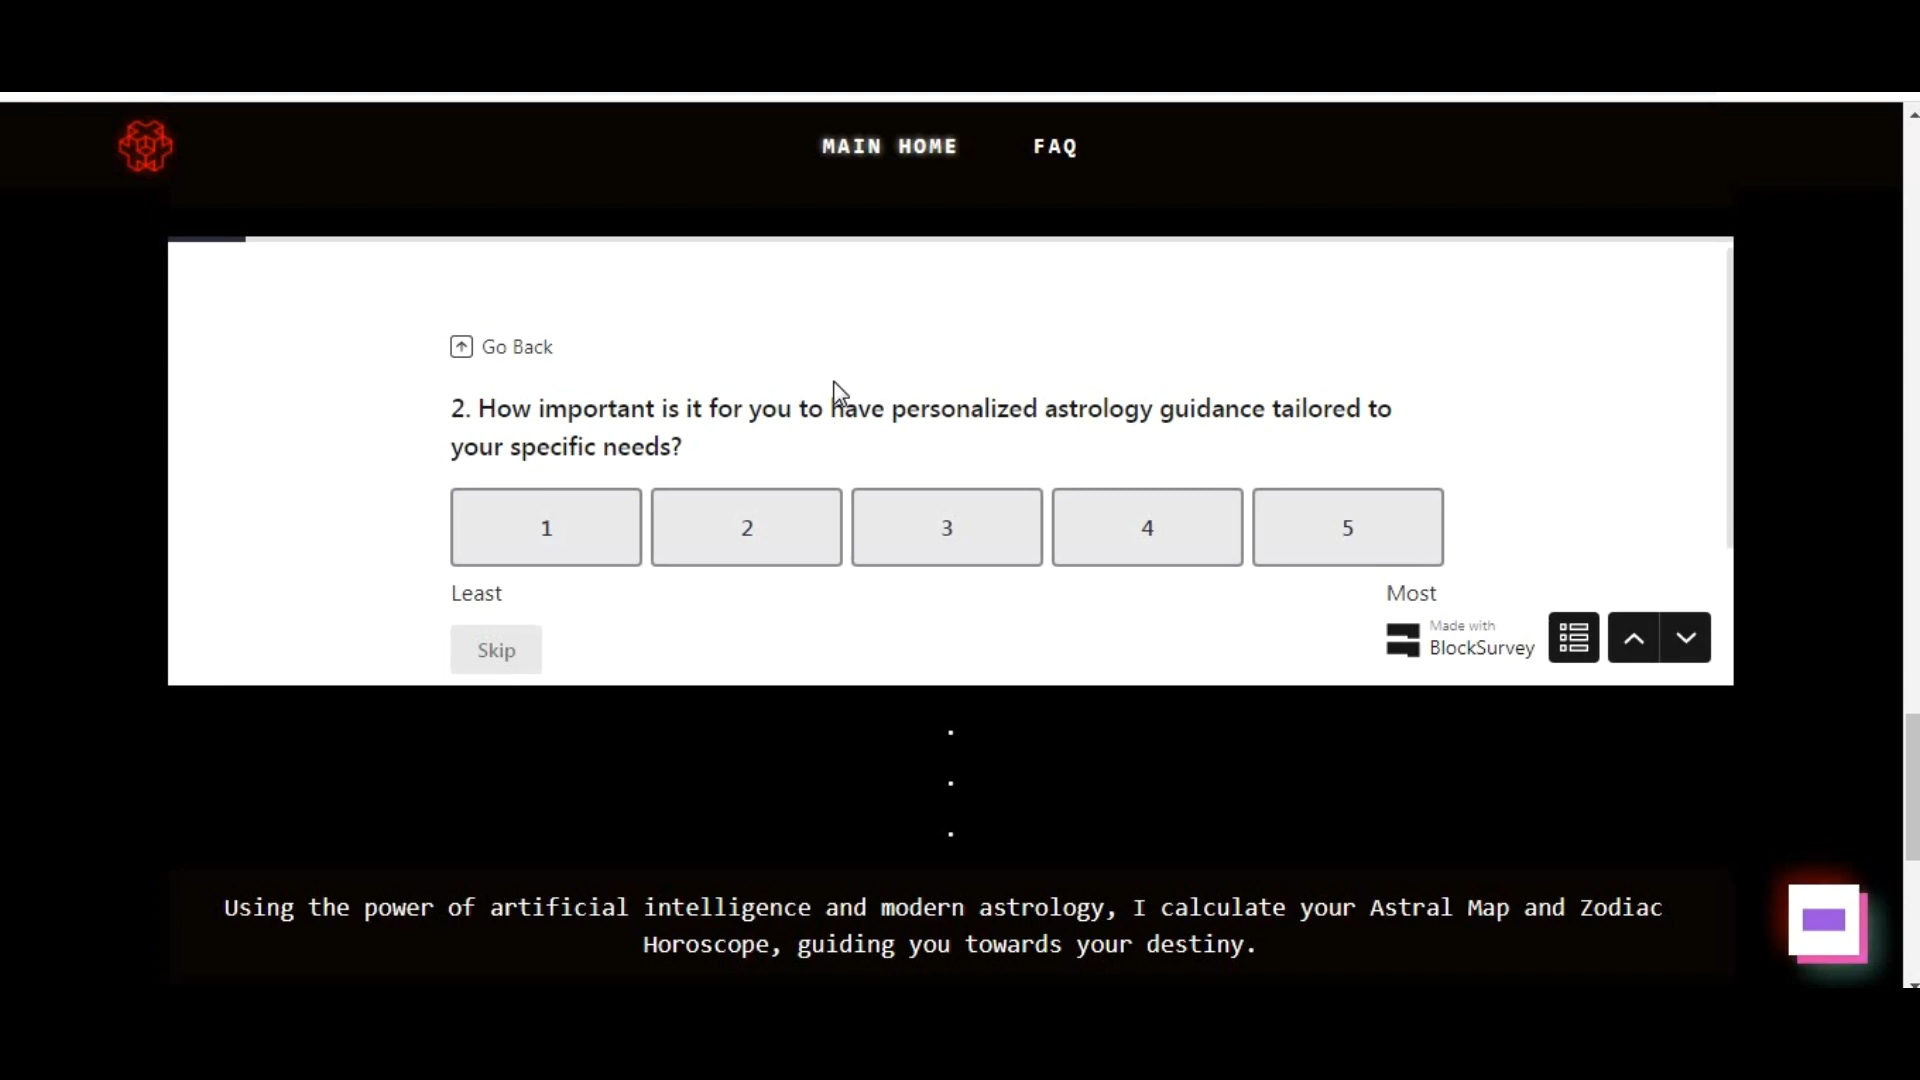 MAIN HOME FAQ
Go Back
2. How important is it for you to have personalized astrology guidance tailored to
your specific needs?
1 2 3 4 5
Least Most
Made with
BlockSurvey
Skip
.
.
.
Using the power of artificial intelligence and modern astrology, I calculate your Astral Map and Zodiac
Horoscope, guiding you towards your destiny.